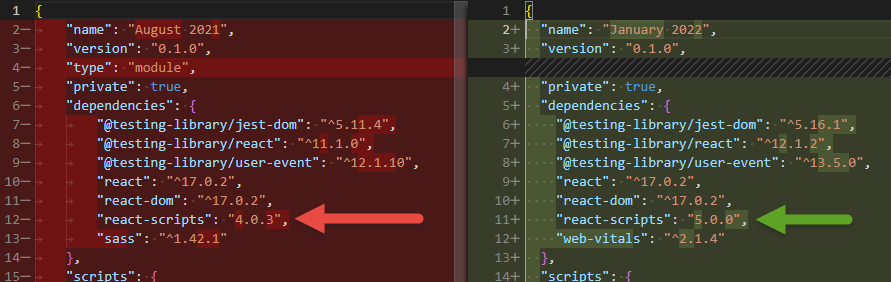 1 {
2— "name": "August 2021",
3— "version": "0.1.0",
4— "type": "module",
5— "private": true,
6— "dependencies": {
7— "@testing-library/jest-dom": "^5.11.4",
8— "@testing-library/react": "^11.1.0",
9— "@testing-library/user-event": "^12.1.10",
10— "react": "^17.0.2",
11— "react-dom": "^17.0.2",
12— "react-scripts": "4.0.3",
13— "sass": "^1.42.1"
14— },
15— "scripts": {
1 {
2+ "name": "January 2022",
3+ "version": "0.1.0",
4+ "private": true,
5+ "dependencies": {
6+ "@testing-library/jest-dom": "^5.16.1",
7+ "@testing-library/react": "^12.1.2",
8+ "@testing-library/user-event": "^13.5.0",
9+ "react": "^17.0.2",
10+ "react-dom": "^17.0.2",
11+ "react-scripts": "5.0.0",
12+ "web-vitals": "^2.1.4"
13+ },
14+ "scripts": {